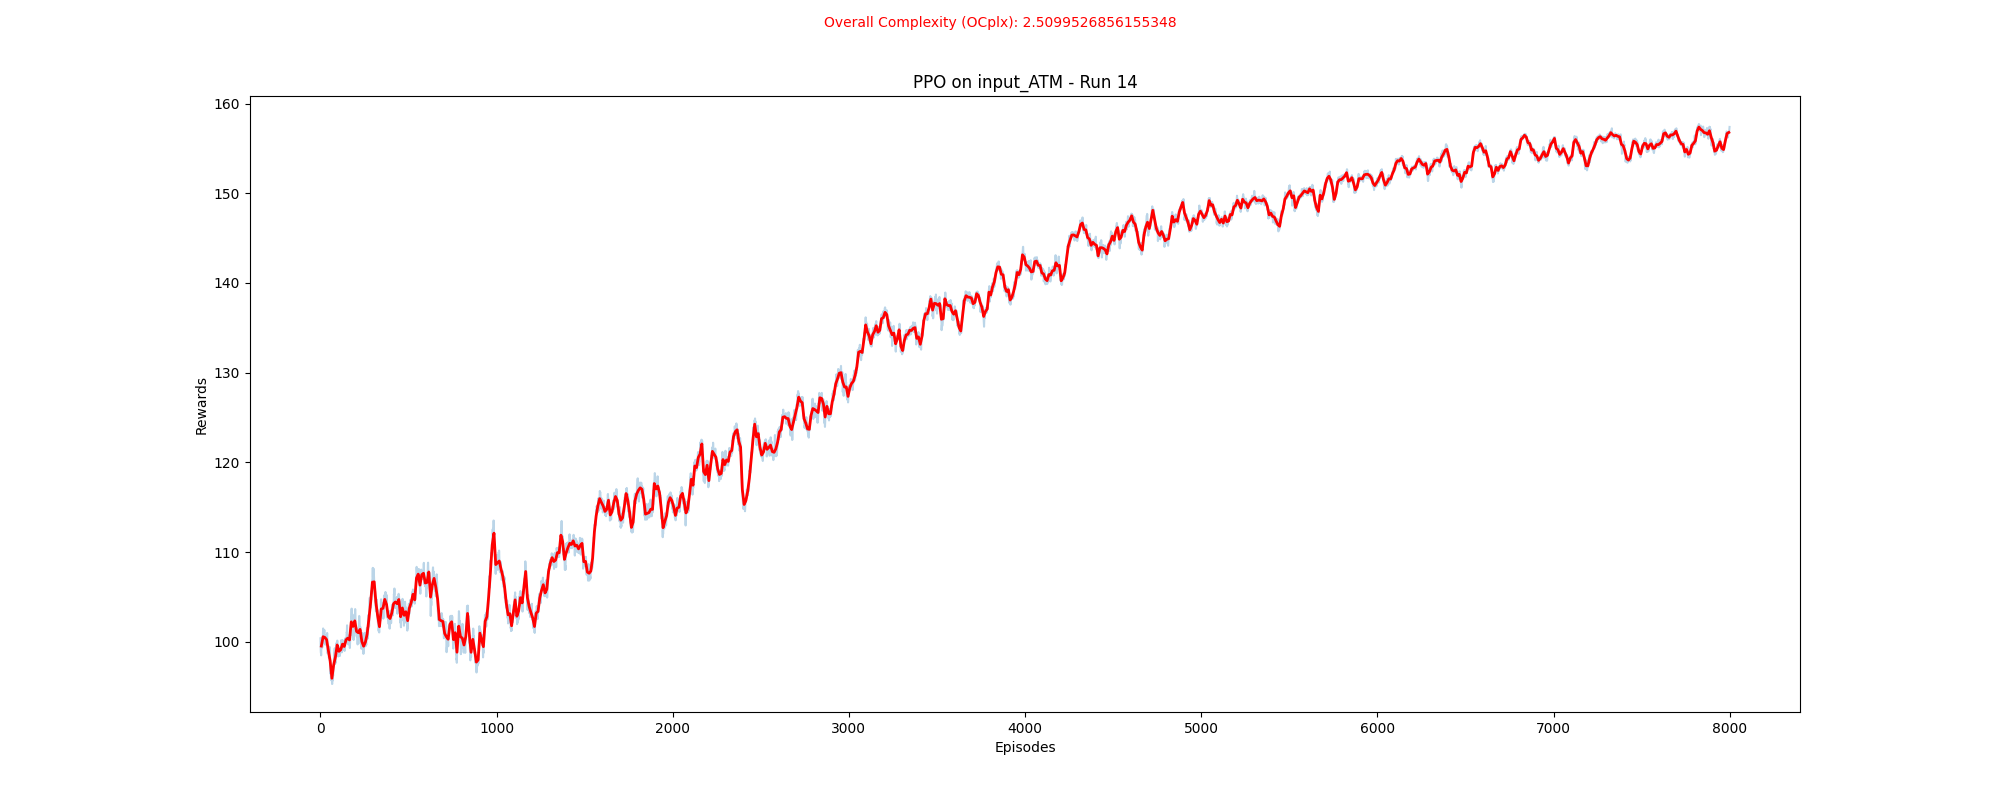 Overall Complexity (OCplx): 2.5099526856155348
PPO on input_ATM - Run 14
160
150
140
130
120
110
100
Rewards
0 1000 2000 3000 4000 5000 6000 7000 8000
Episodes